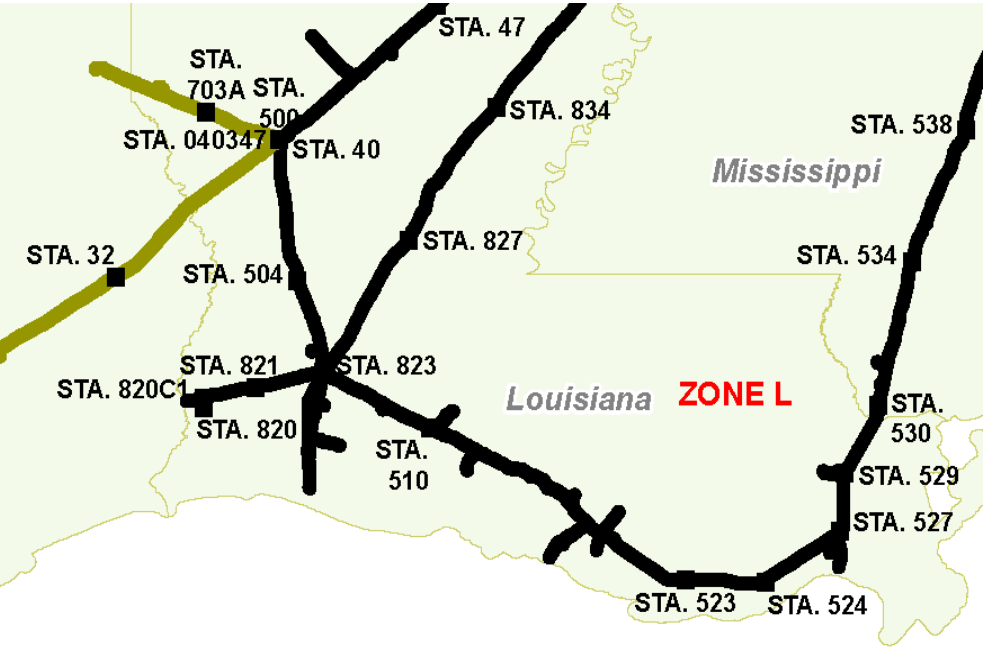 STA. 47
STA.
703A
STA.
500
STA. 834
STA. 040347
STA. 40
STA. 538
Mississippi
STA. 32
STA. 827
STA. 534
STA. 504
STA. 821
STA. 823
STA. 820C1
Louisiana
ZONE L
STA. 820
STA.
530
STA.
510
STA. 529
STA. 527
STA. 523
STA. 524